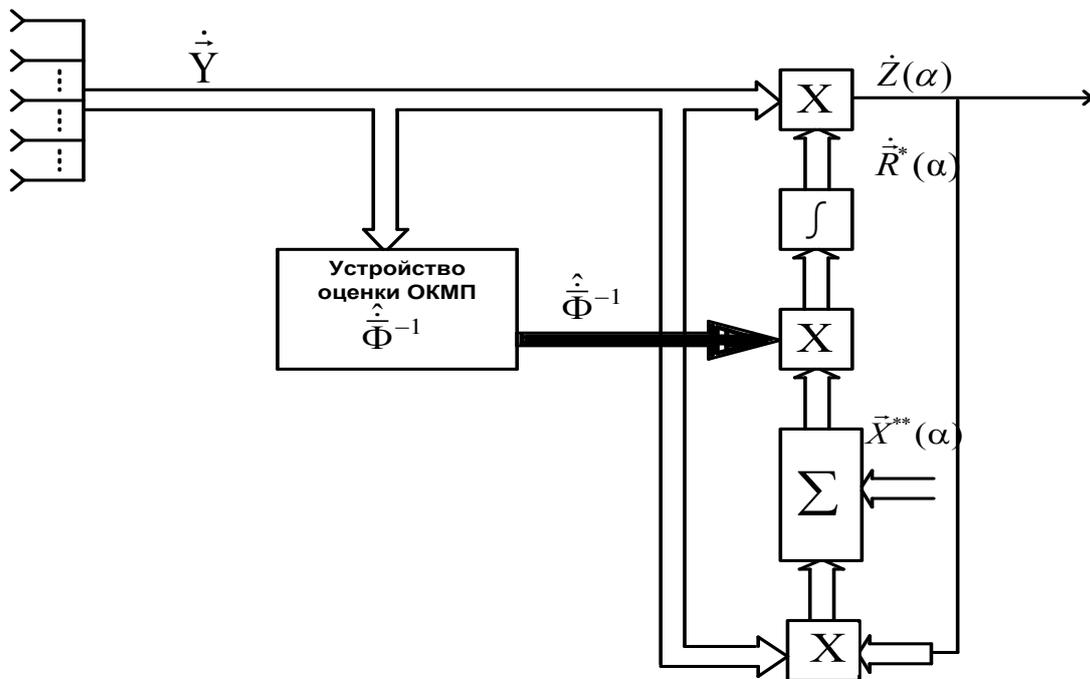 Ẏ⃗
X
Ż(α)
Ṙ⃗*(α)
∫
Устройство
оценки ОКМП
Φ̂̇⁻¹
Φ̂̇⁻¹
X
X⃗**(α)
Σ
X